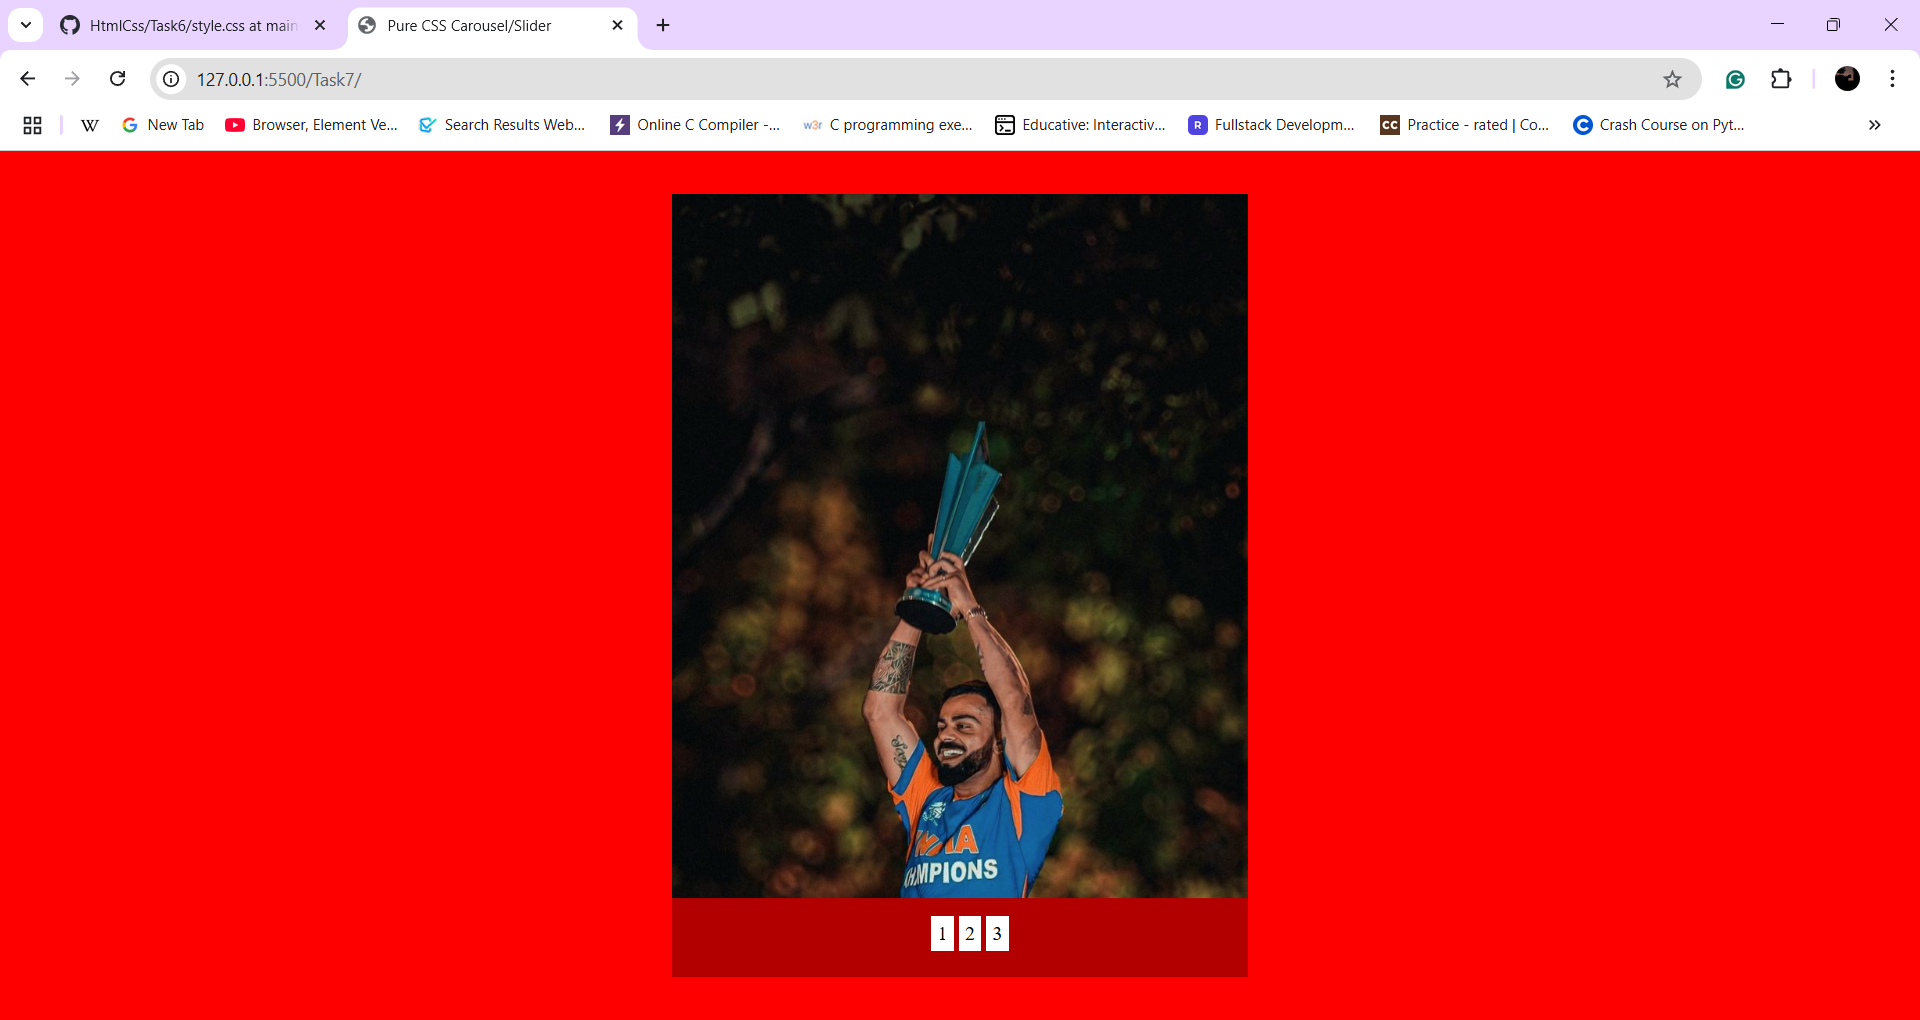 HtmlCss/Task6/style.css at main
Pure CSS Carousel/Slider
127.0.0.1:5500/Task7/
W
G New Tab
Browser, Element Ve...
Search Results Web...
Online C Compiler -...
w3r C programming exe...
Educative: Interactiv...
R Fullstack Developm...
CC Practice - rated | Co...
C Crash Course on Pyt...
INDIA
CHAMPIONS
1 2 3